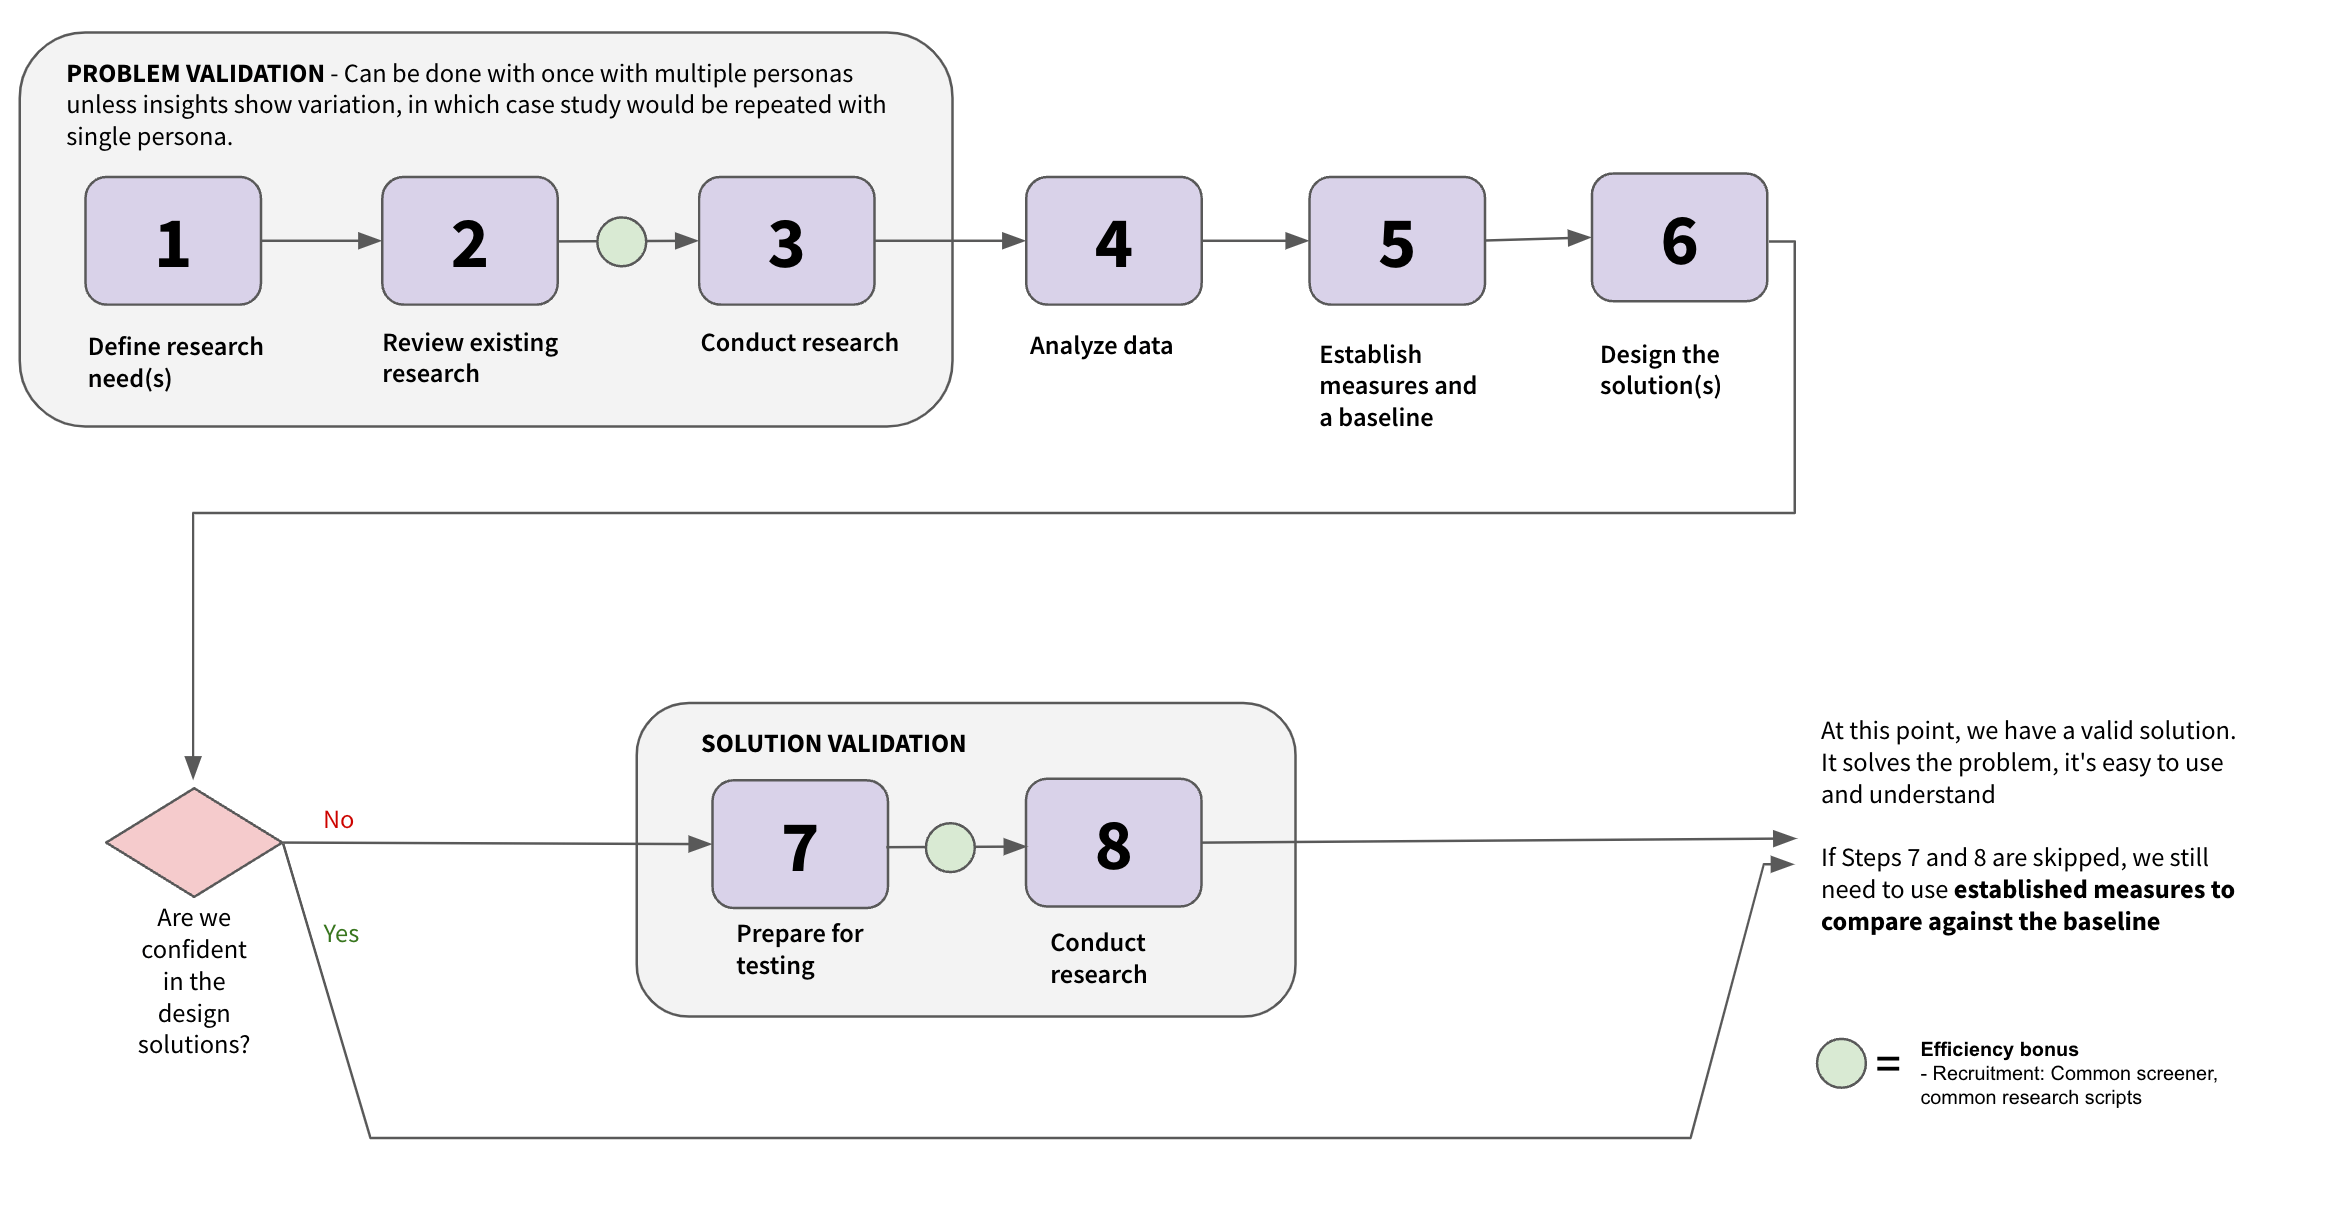 PROBLEM VALIDATION - Can be done with once with multiple personas
unless insights show variation, in which case study would be repeated with
single persona.
1
2
3
4
5
6
Define research
need(s)
Review existing
research
Conduct research
Analyze data
Establish
measures and
a baseline
Design the
solution(s)
No
Yes
Are we
confident
in the
design
solutions?
SOLUTION VALIDATION
7
8
Prepare for
testing
Conduct
research
At this point, we have a valid solution.
It solves the problem, it's easy to use
and understand
If Steps 7 and 8 are skipped, we still
need to use established measures to
compare against the baseline
= Efficiency bonus
- Recruitment: Common screener,
common research scripts